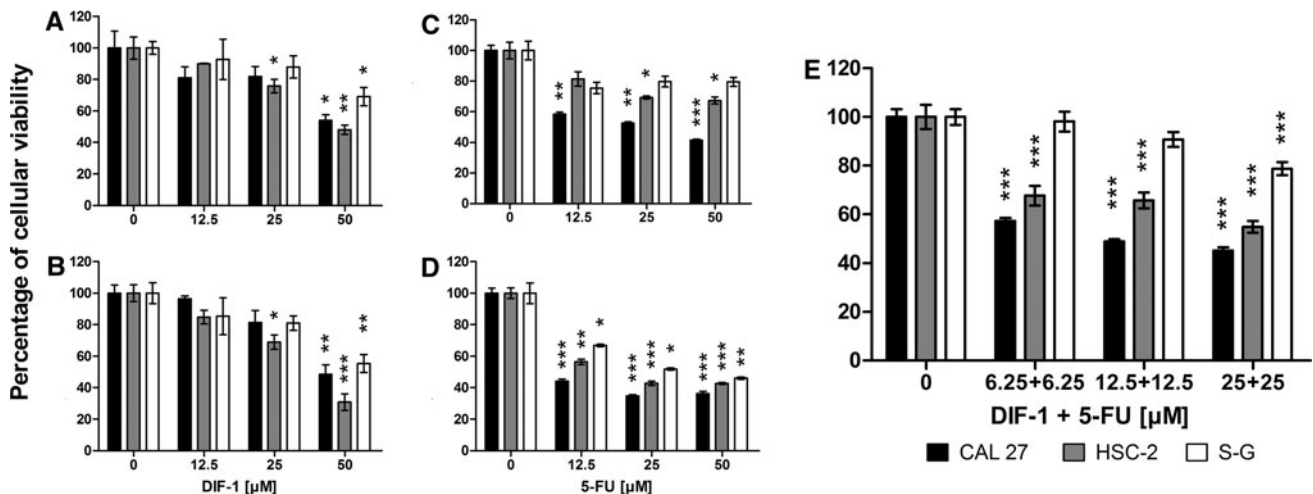 Percentage of cellular viability
A
120
100
80
60
40
20
0
*
* ** *
0 12.5 25 50
B
120
100
80
60
40
20
0
*
** *** **
0 12.5 25 50
DIF-1 [µM]
C
120
100
80
60
40
20
0
** ** * *** *
0 12.5 25 50
D
120
100
80
60
40
20
0
*** ** * *** *** * *** *** **
0 12.5 25 50
5-FU [µM]
E
120
100
80
60
40
20
0
*** *** *** *** *** *** ***
0 6.25+6.25 12.5+12.5 25+25
DIF-1 + 5-FU [µM]
CAL 27 HSC-2 S-G